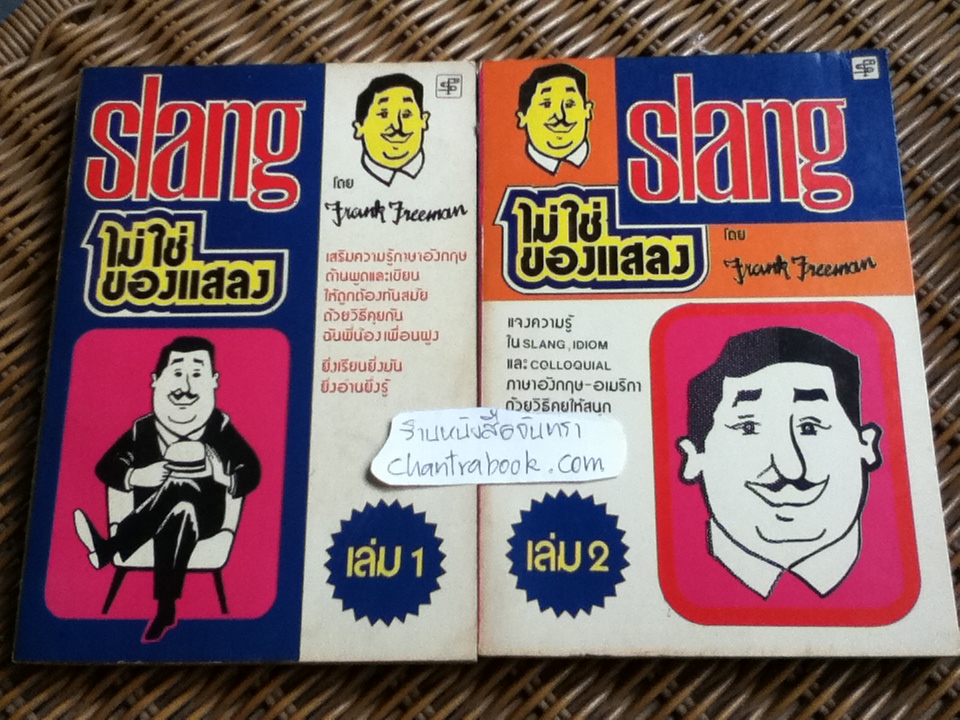 slang
ไม่ใช่
ของแสลง
โดย
Frank Freeman
เสริมความรู้ภาษาอังกฤษ
ด้านพูดและเขียน
ให้ถูกต้องทันสมัย
ด้วยวิธีคุยกัน
ฉันพี่น้องเพื่อนฝูง
ยิ่งเรียนยิ่งมัน
ยิ่งอ่านยิ่งรู้
เล่ม 1
slang
ไม่ใช่
ของแสลง
โดย
Frank Freeman
แจงความรู้
ใน SLANG, IDIOM
และ COLLOQUIAL
ภาษาอังกฤษ-อเมริกา
ด้วยวิธีคุยให้สนุก
ร้านหนังสือจันทรา
chantrabook.com
เล่ม 2